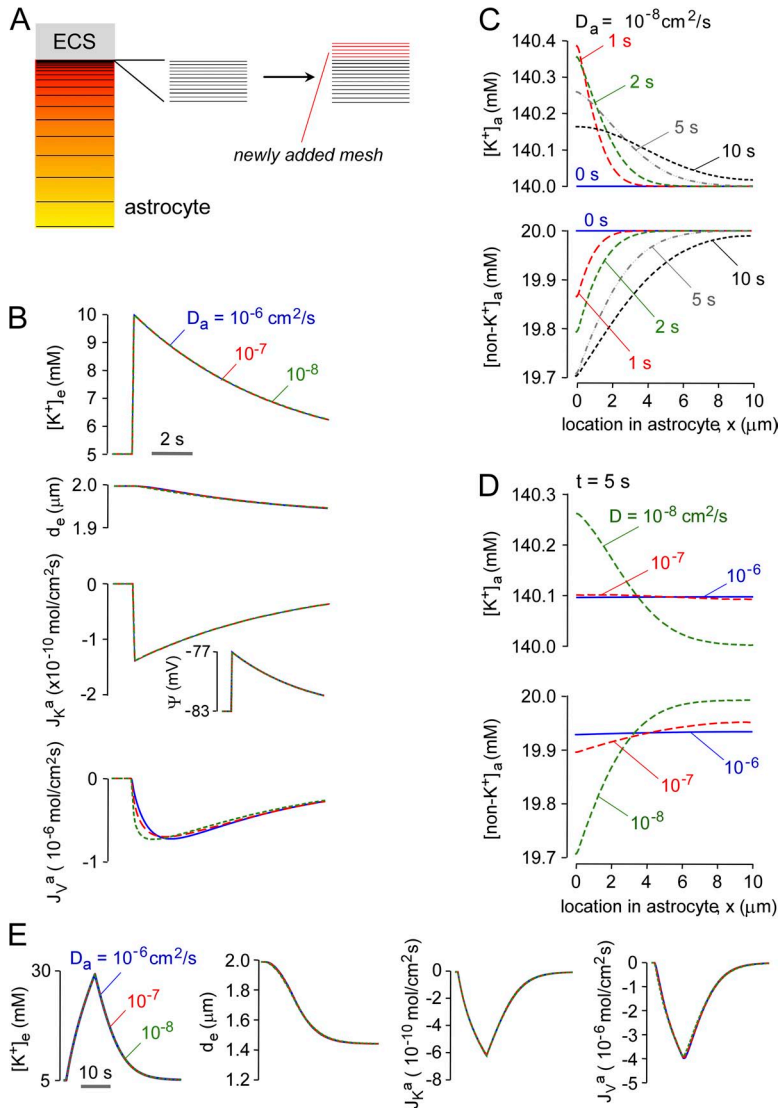 A
ECS
newly added mesh
astrocyte
B
[K+]e (mM)
10
9
8
7
6
5
Da = 10-6 cm2/s
10-7
10-8
2 s
de (μm)
2.0
1.9
JKa (x10-10 mol/cm2s)
0
-1
-2
Ψ (mV)
-77
-83
JVa ( 10-6 mol/cm2s)
0
-1
C
Da = 10-8 cm2/s
[K+]a (mM)
140.4
140.3
140.2
140.1
140.0
1 s
2 s
5 s
10 s
0 s
[non-K+]a (mM)
20.0
19.9
19.8
19.7
0 s
10 s
5 s
2 s
1 s
0 2 4 6 8 10
location in astrocyte, x (μm)
D
t = 5 s
[K+]a (mM)
140.3
140.2
140.1
140.0
D = 10-8 cm2/s
10-7
10-6
[non-K+]a (mM)
20.0
19.9
19.8
19.7
10-6
10-7
10-8
0 2 4 6 8 10
location in astrocyte, x (μm)
E
[K+]e (mM)
30
5
Da = 10-6 cm2/s
10-7
10-8
10 s
de (μm)
2.0
1.8
1.6
1.4
1.2
JKa ( 10-10 mol/cm2s)
0
-2
-4
-6
-8
JVa ( 10-6 mol/cm2s)
0
-1
-2
-3
-4
-5